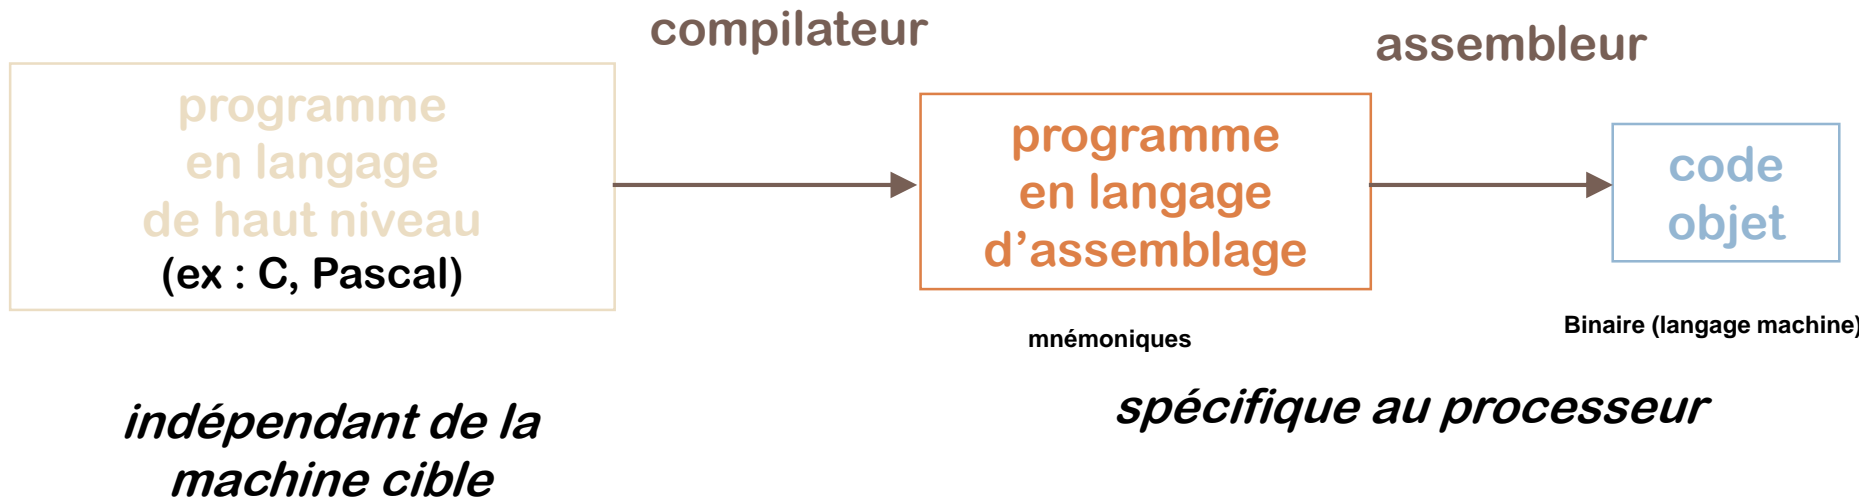 compilateur
assembleur
programme
en langage
de haut niveau
(ex : C, Pascal)
programme
en langage
d’assemblage
code
objet
mnémoniques
Binaire (langage machine)
indépendant de la
machine cible
spécifique au processeur